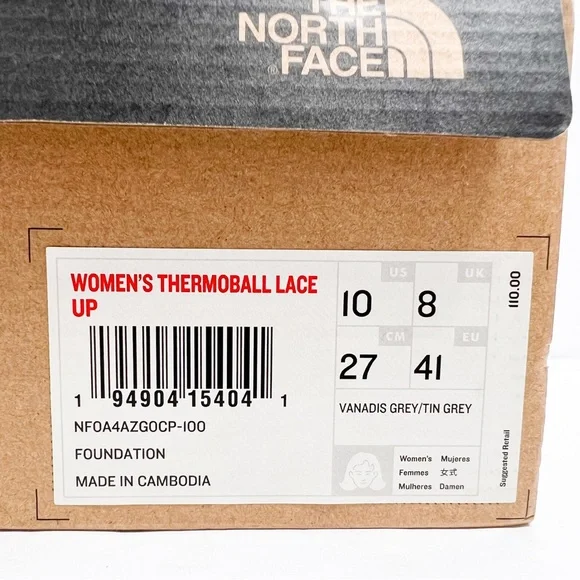 THE
NORTH
FACE
®
WOMEN'S THERMOBALL LACE
UP
1 94904 15404 1
NF0A4AZG0CP-100
FOUNDATION
MADE IN CAMBODIA
US
10
UK
8
CM
27
EU
41
VANADIS GREY/TIN GREY
Women's Mujeres
Femmes 女式
Mulheres Damen
110.00
Suggested Retail